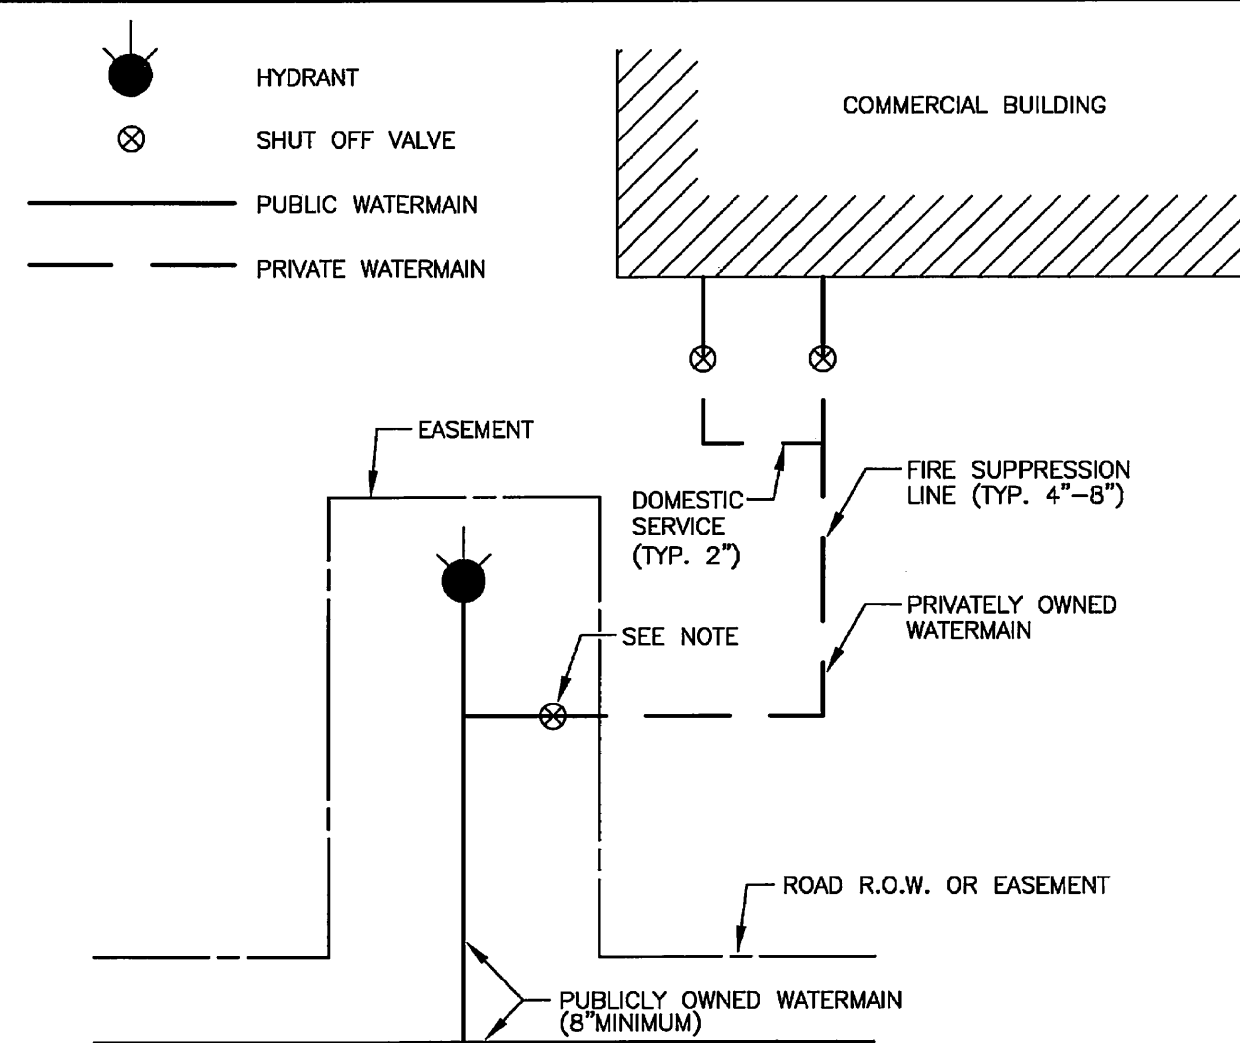 HYDRANT
SHUT OFF VALVE
PUBLIC WATERMAIN
PRIVATE WATERMAIN
COMMERCIAL BUILDING
EASEMENT
FIRE SUPPRESSION
LINE (TYP. 4"-8")
DOMESTIC
SERVICE
(TYP. 2")
PRIVATELY OWNED
WATERMAIN
SEE NOTE
ROAD R.O.W. OR EASEMENT
PUBLICLY OWNED WATERMAIN
(8"MINIMUM)